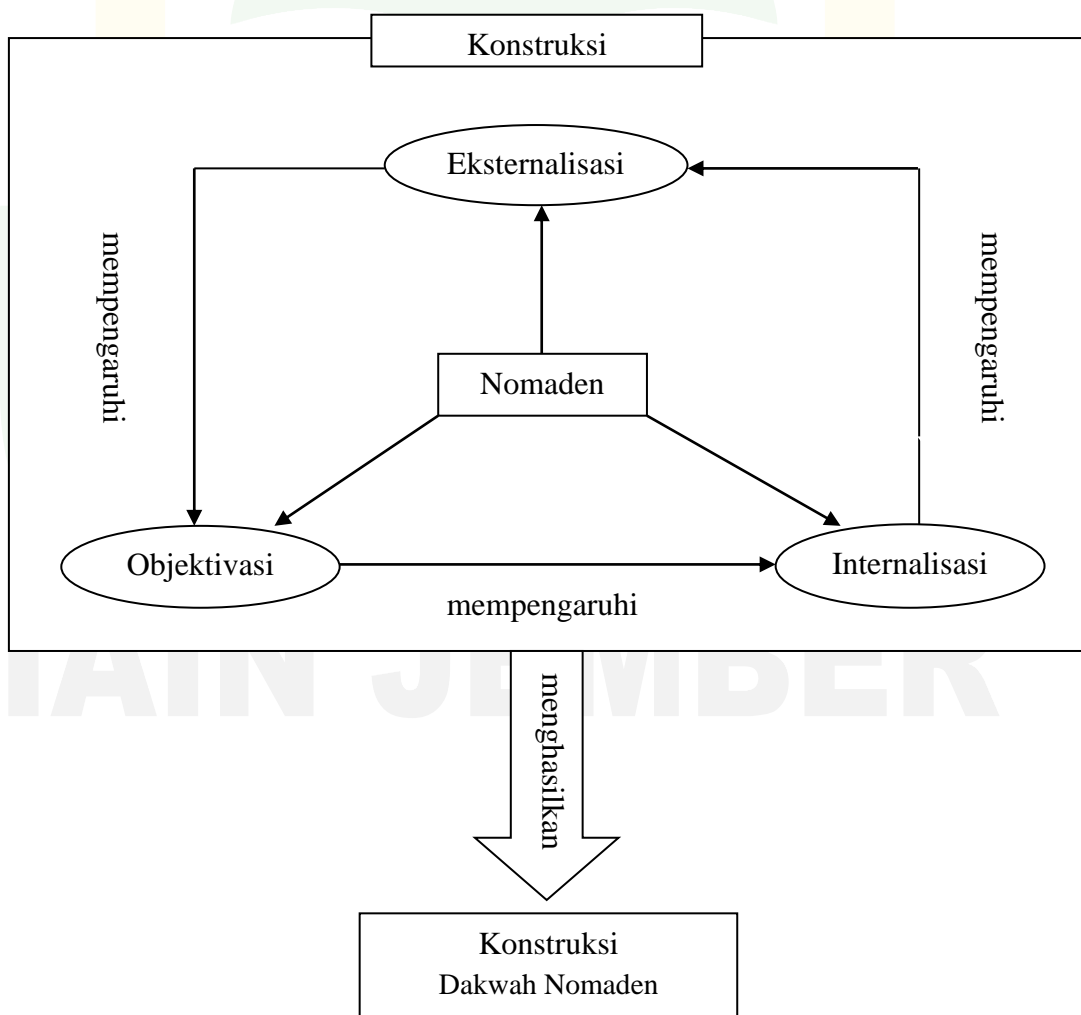 Konstruksi
Eksternalisasi
mempengaruhi
mempengaruhi
Nomaden
Objektivasi
Internalisasi
mempengaruhi
IAIN JEMBER
menghasilkan
Konstruksi
Dakwah Nomaden